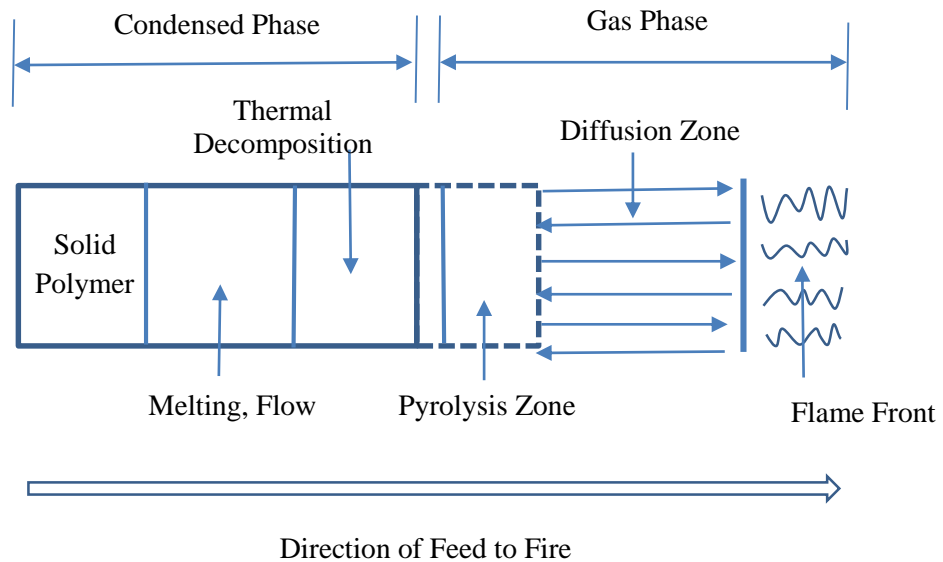 Condensed Phase
Gas Phase
Thermal
Decomposition
Diffusion Zone
Solid
Polymer
Melting, Flow
Pyrolysis Zone
Flame Front
Direction of Feed to Fire